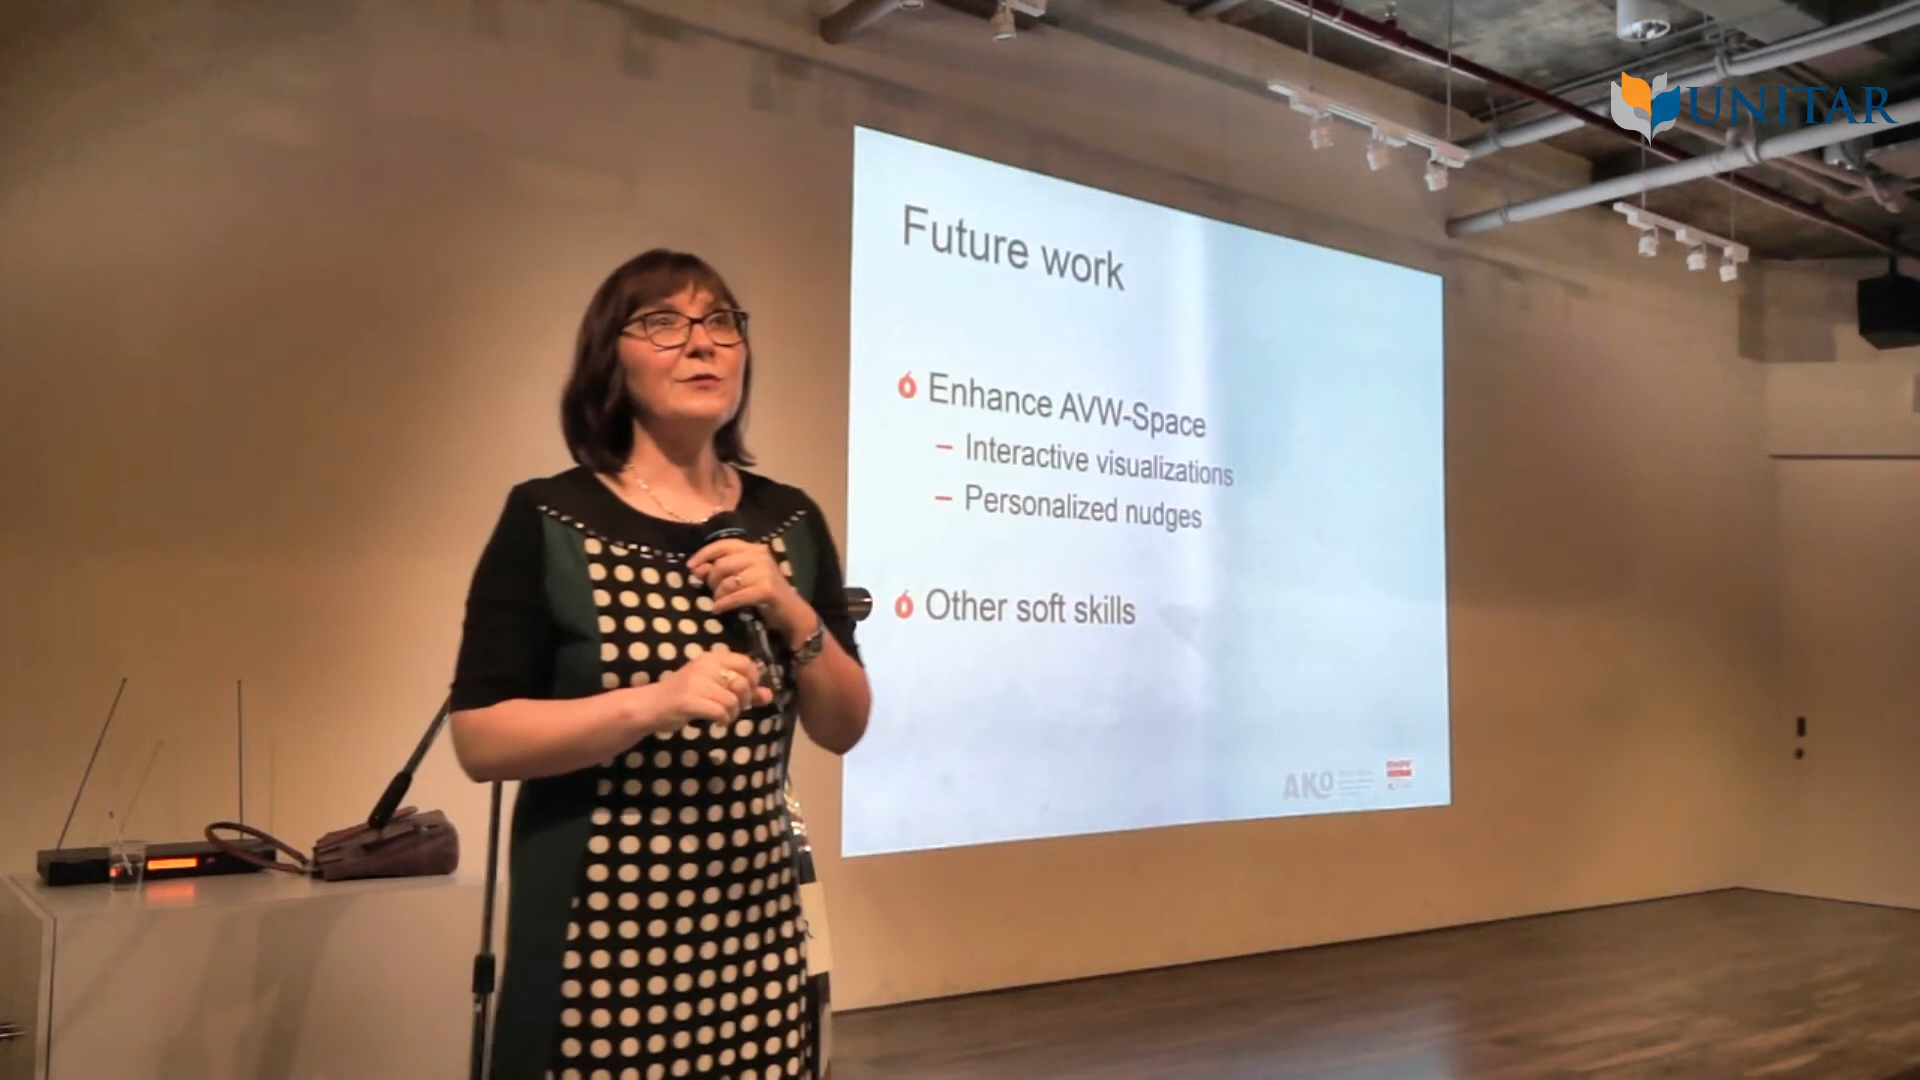 UNITAR
Future work
Enhance AVW-Space
– Interactive visualizations
– Personalized nudges
Other soft skills
AKO